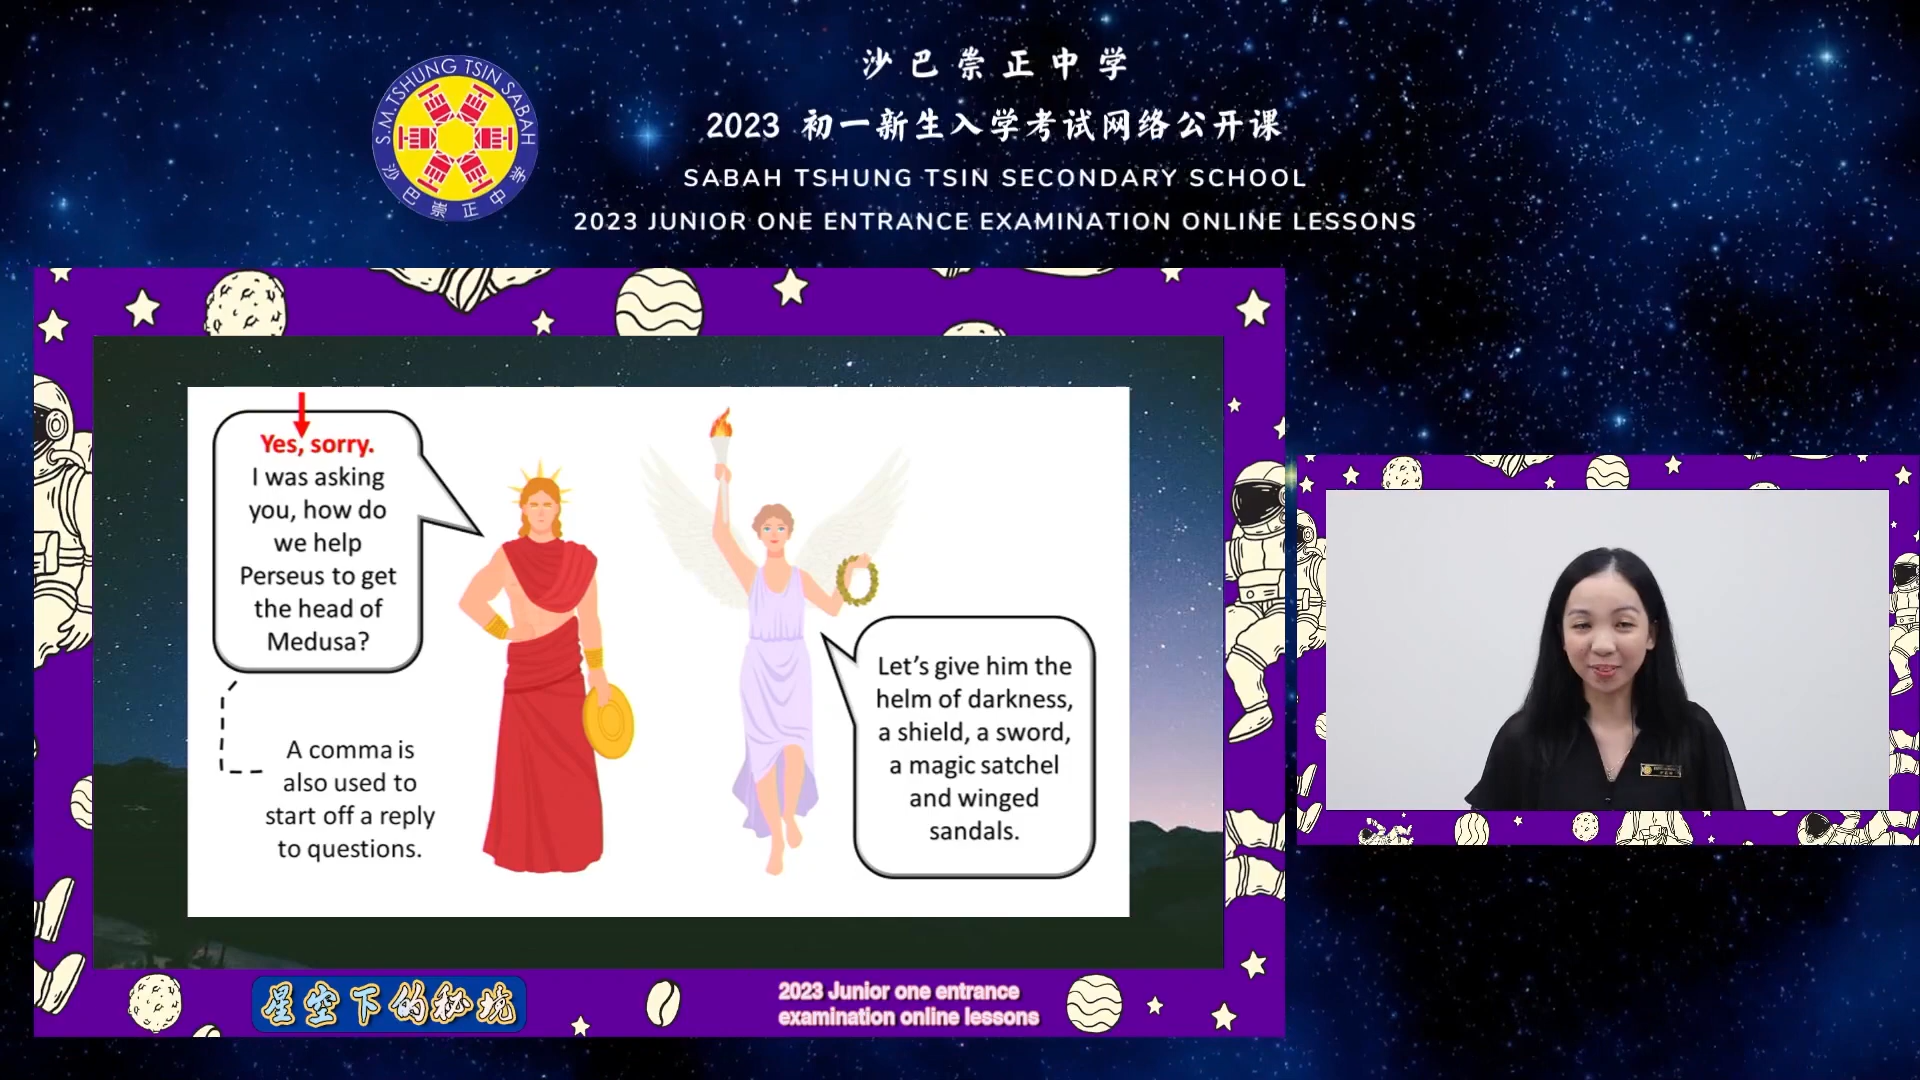 沙巴崇正中学
2023 初一新生入学考试网络公开课
SABAH TSHUNG TSIN SECONDARY SCHOOL
2023 JUNIOR ONE ENTRANCE EXAMINATION ONLINE LESSONS
S.M. TSHUNG TSIN SABAH
沙巴崇正中学
Yes, sorry.
I was asking
you, how do
we help
Perseus to get
the head of
Medusa?
A comma is
also used to
start off a reply
to questions.
Let's give him the
helm of darkness,
a shield, a sword,
a magic satchel
and winged
sandals.
星空下的秘境
2023 Junior one entrance
examination online lessons